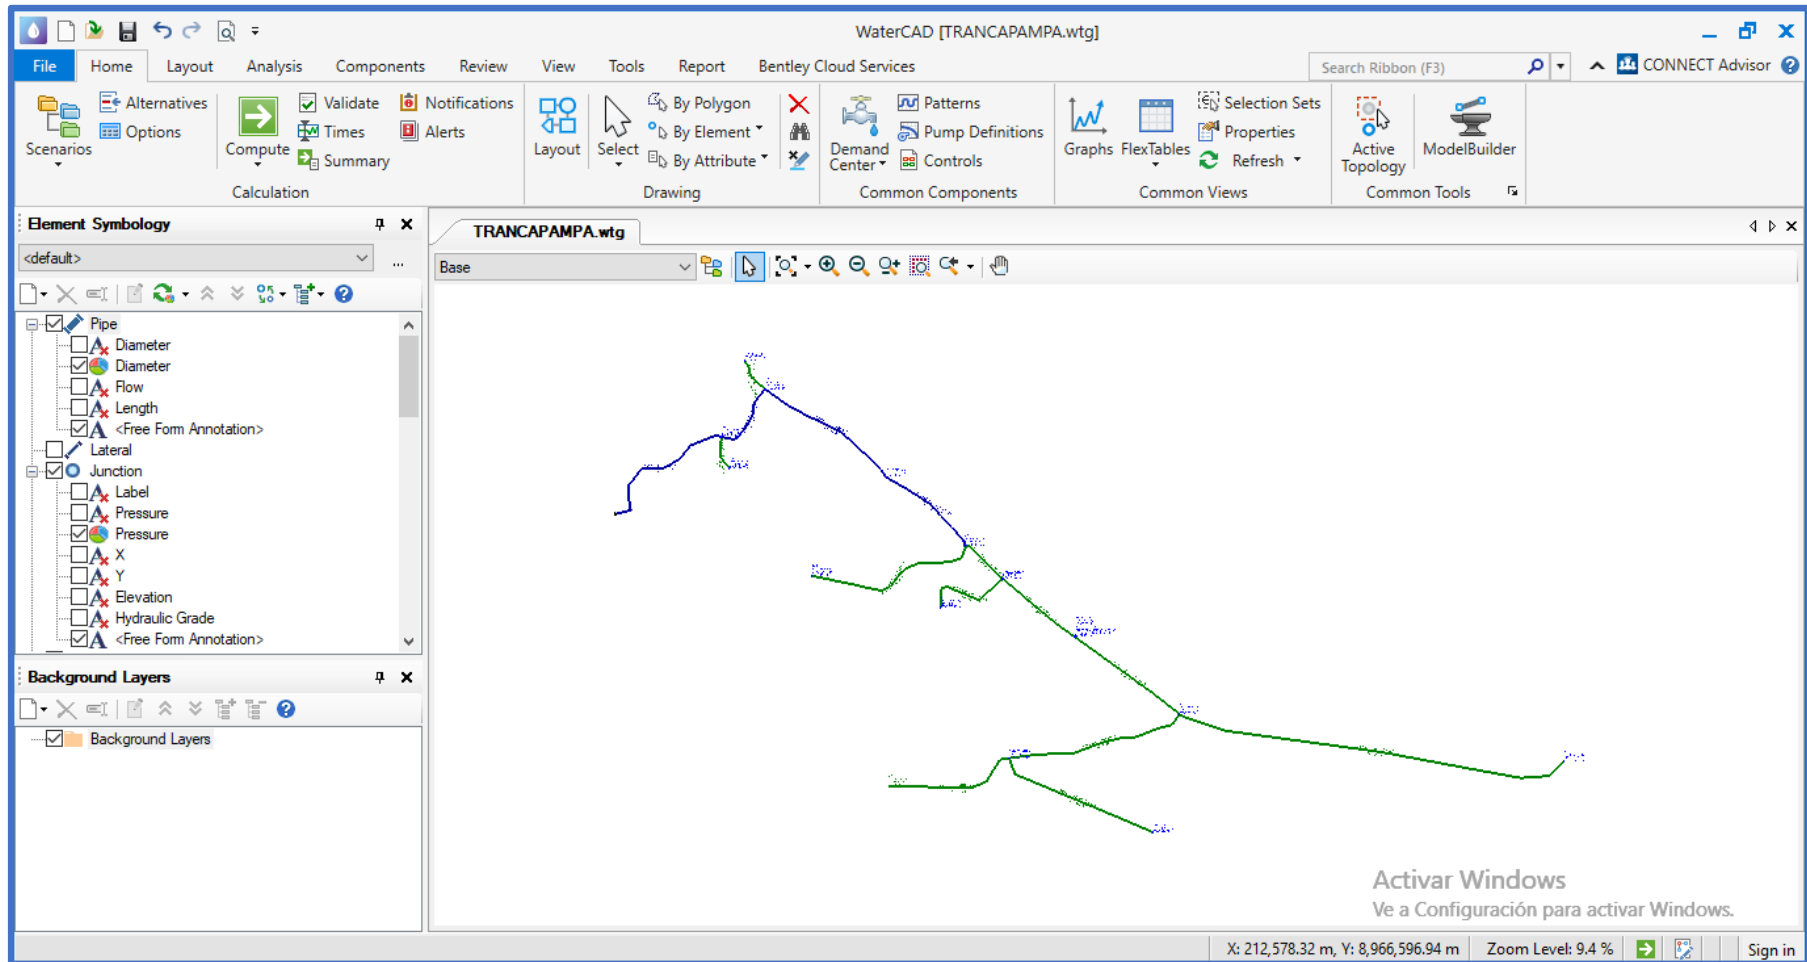 WaterCAD [TRANCAPAMPA.wtg]
File Home Layout Analysis Components Review View Tools Report Bentley Cloud Services Search Ribbon (F3) CONNECT Advisor
Scenarios
Alternatives
Options
Compute
Validate
Times
Summary
Notifications
Alerts
Calculation
Layout
Select
By Polygon
By Element
By Attribute
Drawing
Demand
Center
Patterns
Pump Definitions
Controls
Common Components
Graphs
FlexTables
Selection Sets
Properties
Refresh
Common Views
Active
Topology
ModelBuilder
Common Tools
Element Symbology
<default>
...
Pipe
Diameter
Diameter
Flow
Length
<Free Form Annotation>
Lateral
Junction
Label
Pressure
Pressure
X
Y
Elevation
Hydraulic Grade
<Free Form Annotation>
Background Layers
Background Layers
TRANCAPAMPA.wtg
Base
Activar Windows
Ve a Configuración para activar Windows.
X: 212,578.32 m, Y: 8,966,596.94 m Zoom Level: 9.4 % Sign in